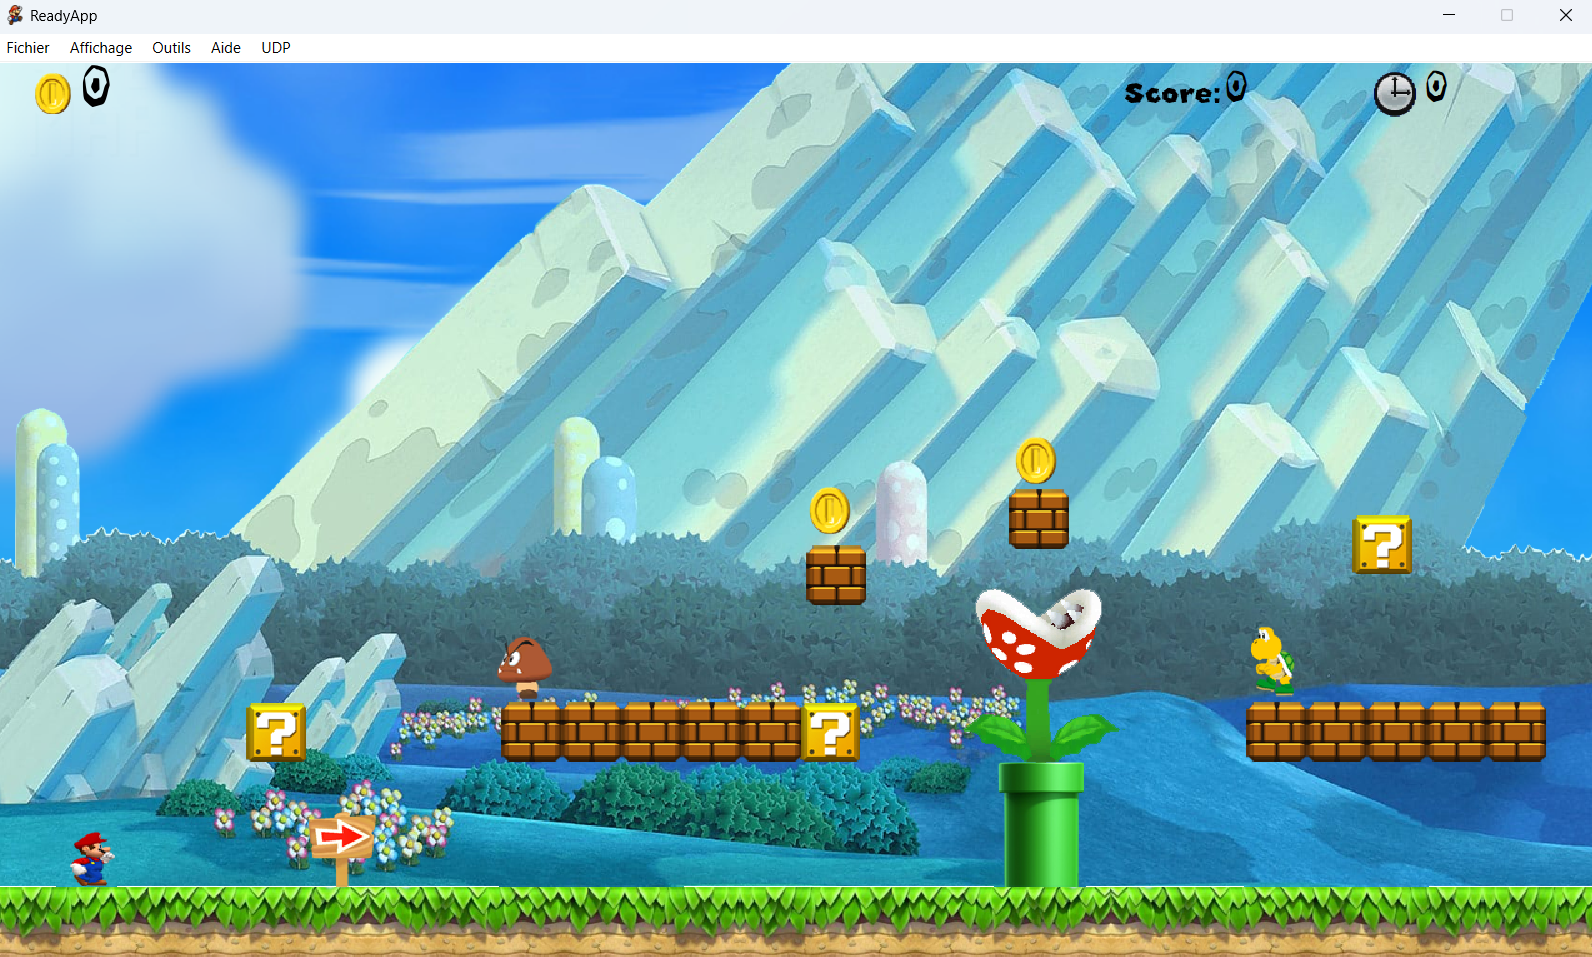 ReadyApp
Fichier Affichage Outils Aide UDP
0 Score:0 0
?
? ?